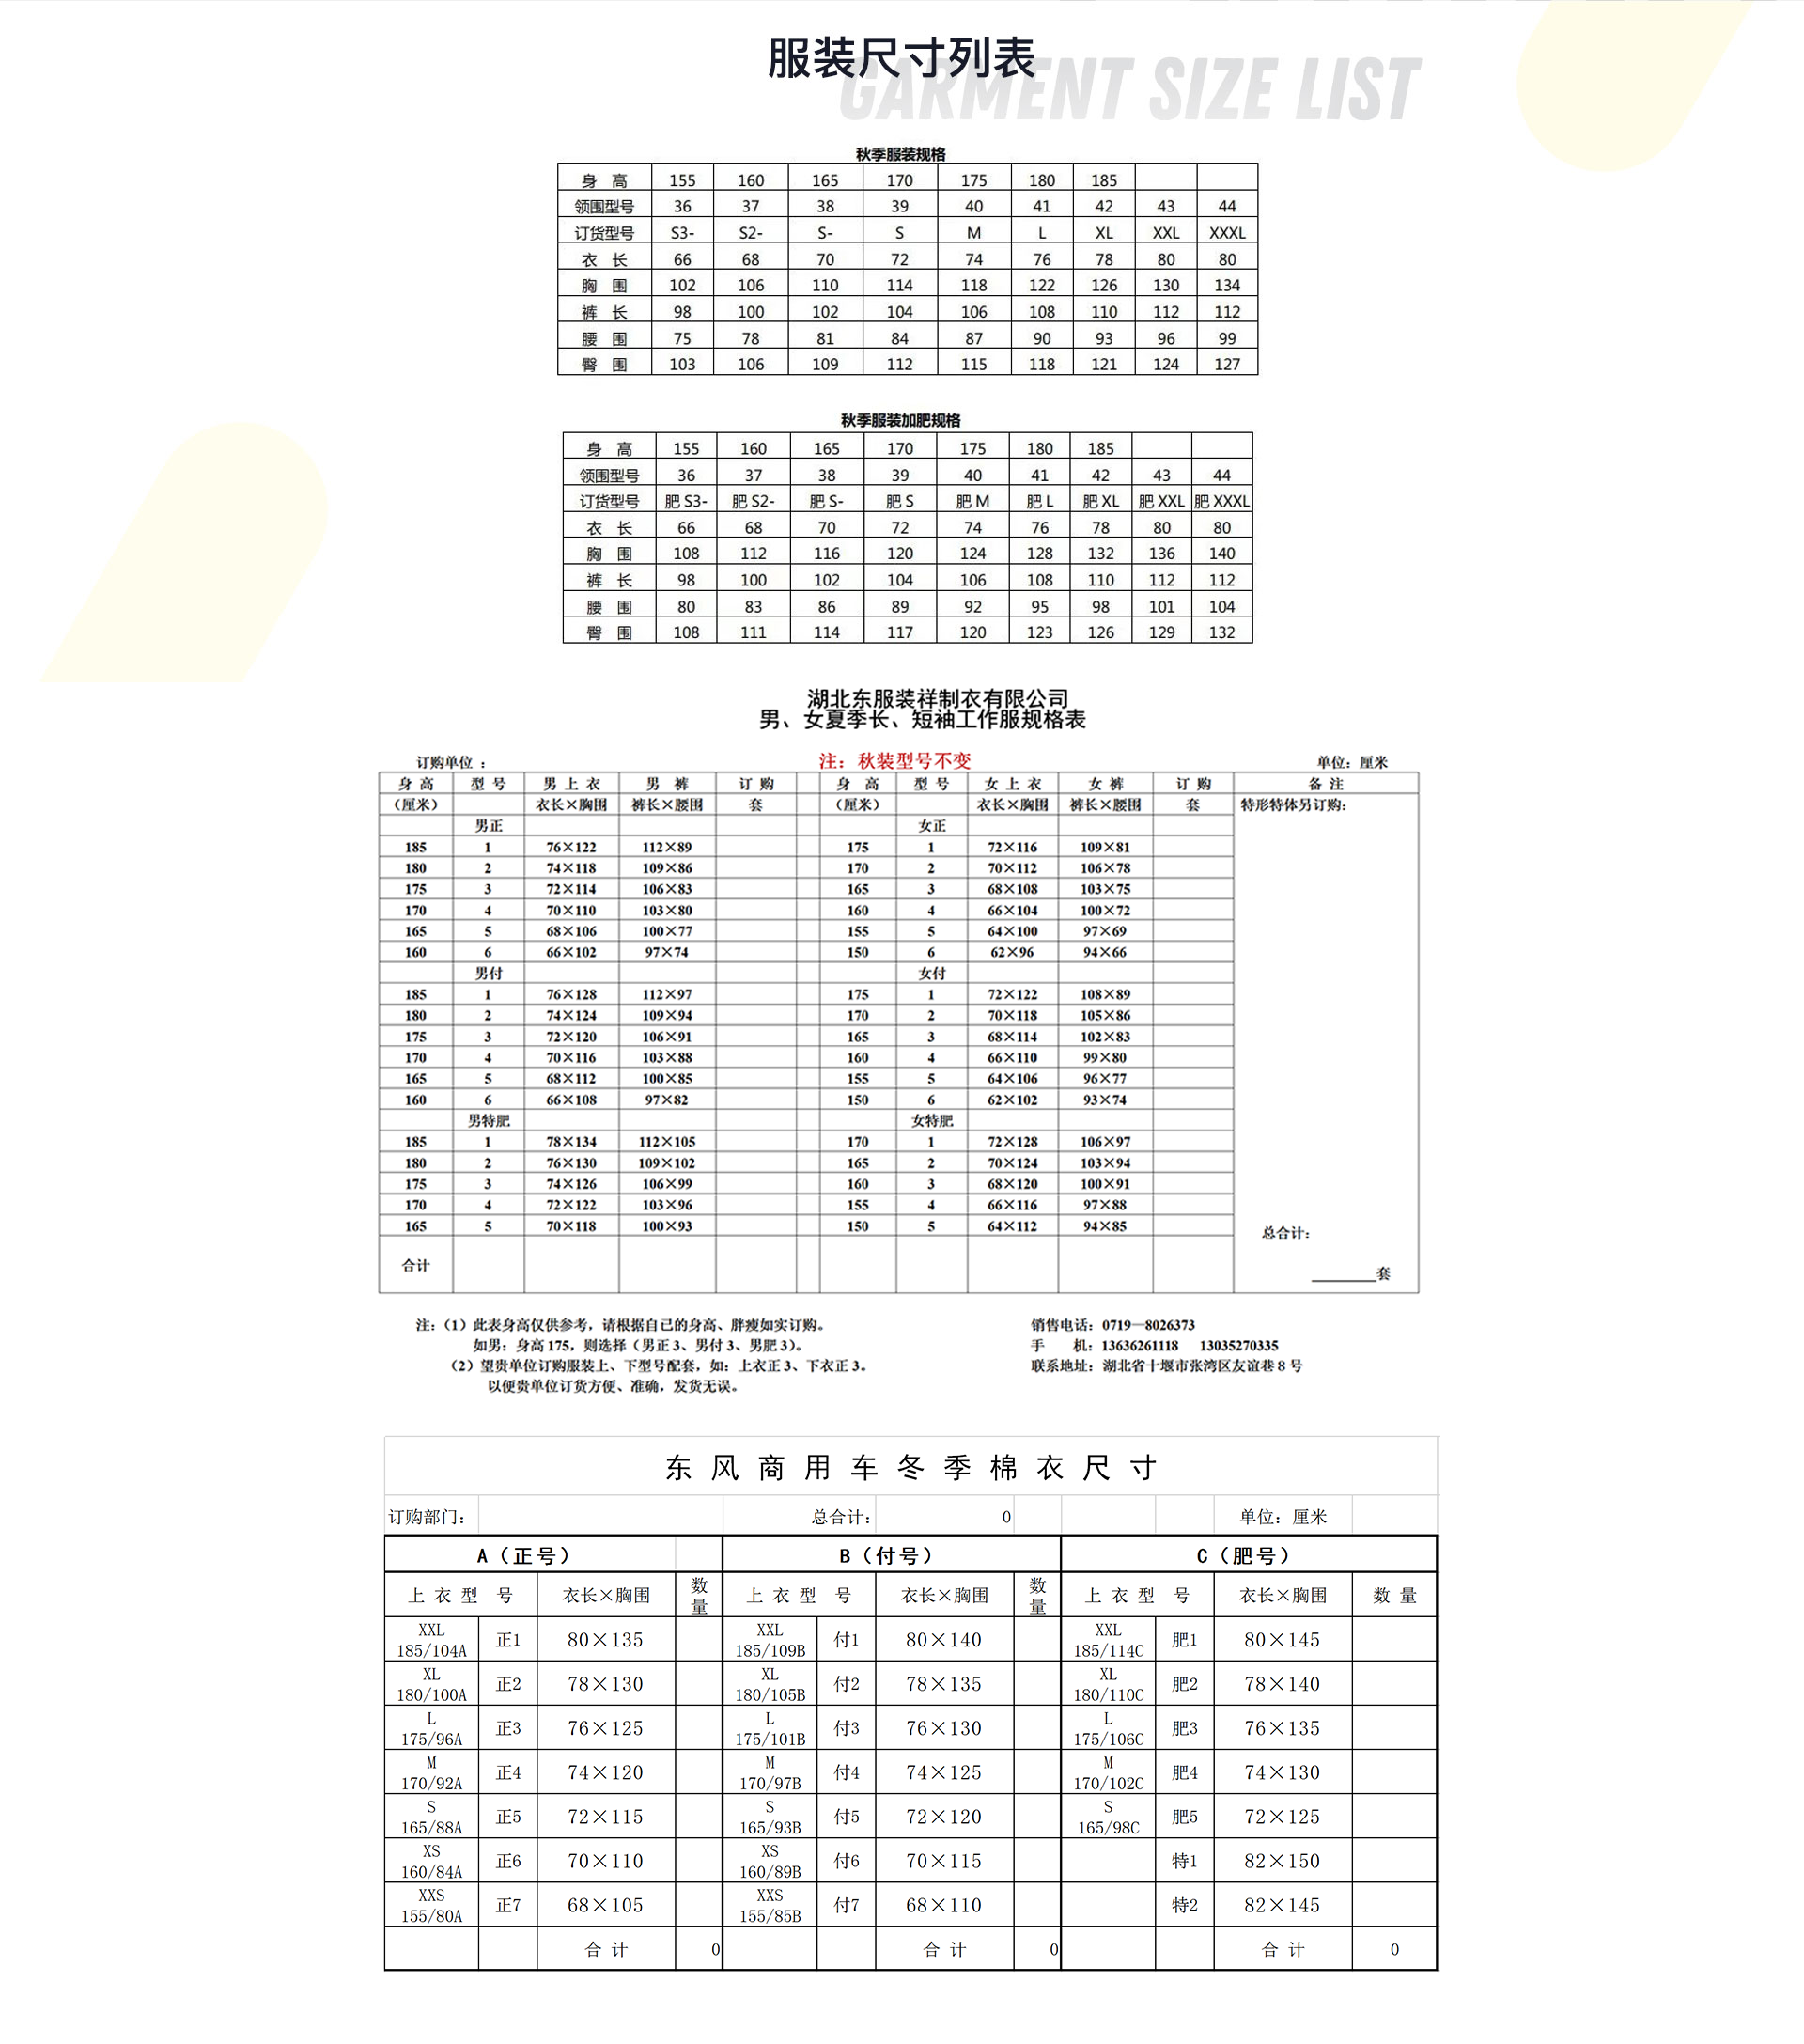 服装尺寸列表
GARMENT SIZE LIST
秋季服装规格
身 高 155 160 165 170 175 180 185
领围型号 36 37 38 39 40 41 42 43 44
订货型号 S3- S2- S- S M L XL XXL XXXL
衣 长 66 68 70 72 74 76 78 80 80
胸 围 102 106 110 114 118 122 126 130 134
裤 长 98 100 102 104 106 108 110 112 112
腰 围 75 78 81 84 87 90 93 96 99
臀 围 103 106 109 112 115 118 121 124 127
秋季服装加肥规格
身 高 155 160 165 170 175 180 185
领围型号 36 37 38 39 40 41 42 43 44
订货型号 肥 S3- 肥 S2- 肥 S- 肥 S 肥 M 肥 L 肥 XL 肥 XXL 肥 XXXL
衣 长 66 68 70 72 74 76 78 80 80
胸 围 108 112 116 120 124 128 132 136 140
裤 长 98 100 102 104 106 108 110 112 112
腰 围 80 83 86 89 92 95 98 101 104
臀 围 108 111 114 117 120 123 126 129 132
湖北东服装祥制衣有限公司
男、女夏季长、短袖工作服规格表
订购单位 : 注: 秋装型号不变 单位: 厘米
身 高 型 号 男 上 衣 男 裤 订 购 身 高 型 号 女 上 衣 女 裤 订 购 备 注
(厘米) 衣长×胸围 裤长×腰围 套 (厘米) 衣长×胸围 裤长×腰围 套 特形特体另订购:
男正 女正
185 1 76×122 112×89 175 1 72×116 109×81
180 2 74×118 109×86 170 2 70×112 106×78
175 3 72×114 106×83 165 3 68×108 103×75
170 4 70×110 103×80 160 4 66×104 100×72
165 5 68×106 100×77 155 5 64×100 97×69
160 6 66×102 97×74 150 6 62×96 94×66
男付 女付
185 1 76×128 112×97 175 1 72×122 108×89
180 2 74×124 109×94 170 2 70×118 105×86
175 3 72×120 106×91 165 3 68×114 102×83
170 4 70×116 103×88 160 4 66×110 99×80
165 5 68×112 100×85 155 5 64×106 96×77
160 6 66×108 97×82 150 6 62×102 93×74
男特肥 女特肥
185 1 78×134 112×105 170 1 72×128 106×97
180 2 76×130 109×102 165 2 70×124 103×94
175 3 74×126 106×99 160 3 68×120 100×91
170 4 72×122 103×96 155 4 66×116 97×88
165 5 70×118 100×93 150 5 64×112 94×85
总合计:
合计
______套
注: (1) 此表身高仅供参考, 请根据自己的身高、胖瘦如实订购。
如男: 身高 175, 则选择 (男正 3、男付 3、男肥 3)。
(2) 望贵单位订购服装上、下型号配套, 如: 上衣正 3、下衣正 3。
以便贵单位订货方便、准确, 发货无误。
销售电话: 0719—8026373
手 机: 13636261118 13035270335
联系地址: 湖北省十堰市张湾区友谊巷 8 号
东风商用车冬季棉衣尺寸
订购部门: 总合计: 0 单位: 厘米
A (正号) B (付号) C (肥号)
上 衣 型 号 衣长×胸围 数量 上 衣 型 号 衣长×胸围 数量 上 衣 型 号 衣长×胸围 数 量
XXL 185/104A 正1 80×135 XXL 185/109B 付1 80×140 XXL 185/114C 肥1 80×145
XL 180/100A 正2 78×130 XL 180/105B 付2 78×135 XL 180/110C 肥2 78×140
L 175/96A 正3 76×125 L 175/101B 付3 76×130 L 175/106C 肥3 76×135
M 170/92A 正4 74×120 M 170/97B 付4 74×125 M 170/102C 肥4 74×130
S 165/88A 正5 72×115 S 165/93B 付5 72×120 S 165/98C 肥5 72×125
XS 160/84A 正6 70×110 XS 160/89B 付6 70×115 特1 82×150
XXS 155/80A 正7 68×105 XXS 155/85B 付7 68×110 特2 82×145
合 计 0 合 计 0 合 计 0